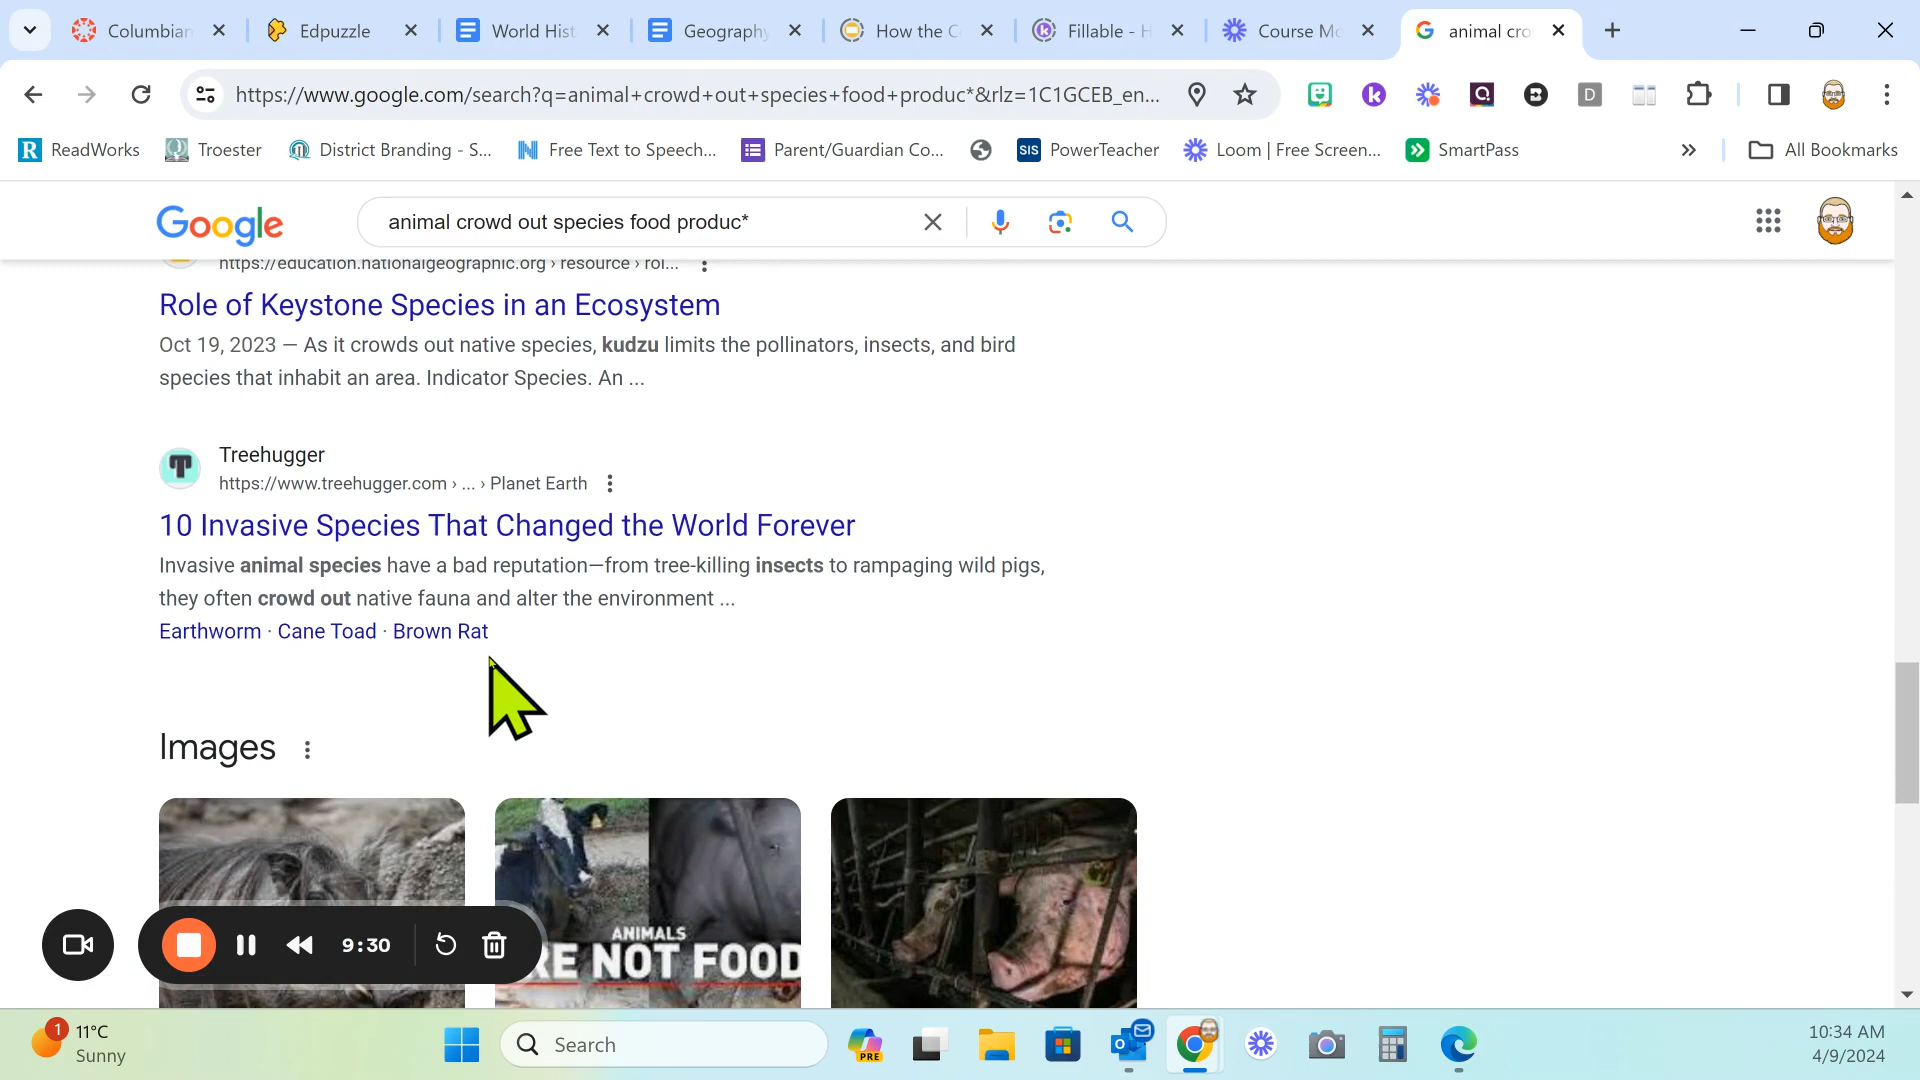 Columbian
Edpuzzle
World Hist
Geography
How the C
Fillable - H
Course Mo
animal cro
https://www.google.com/search?q=animal+crowd+out+species+food+produc*&rlz=1C1GCEB_en...
ReadWorks
Troester
District Branding - S...
Free Text to Speech...
Parent/Guardian Co...
SIS PowerTeacher
Loom | Free Screen...
SmartPass
All Bookmarks
Google
animal crowd out species food produc*
https://education.nationalgeographic.org › resource › rol...
Role of Keystone Species in an Ecosystem
Oct 19, 2023 — As it crowds out native species, kudzu limits the pollinators, insects, and bird
species that inhabit an area. Indicator Species. An ...
Treehugger
https://www.treehugger.com › ... › Planet Earth
10 Invasive Species That Changed the World Forever
Invasive animal species have a bad reputation—from tree-killing insects to rampaging wild pigs,
they often crowd out native fauna and alter the environment ...
Earthworm · Cane Toad · Brown Rat
Images
ANIMALS
RE NOT FOOD
9:30
1
11°C
Sunny
Search
PRE
10:34 AM
4/9/2024